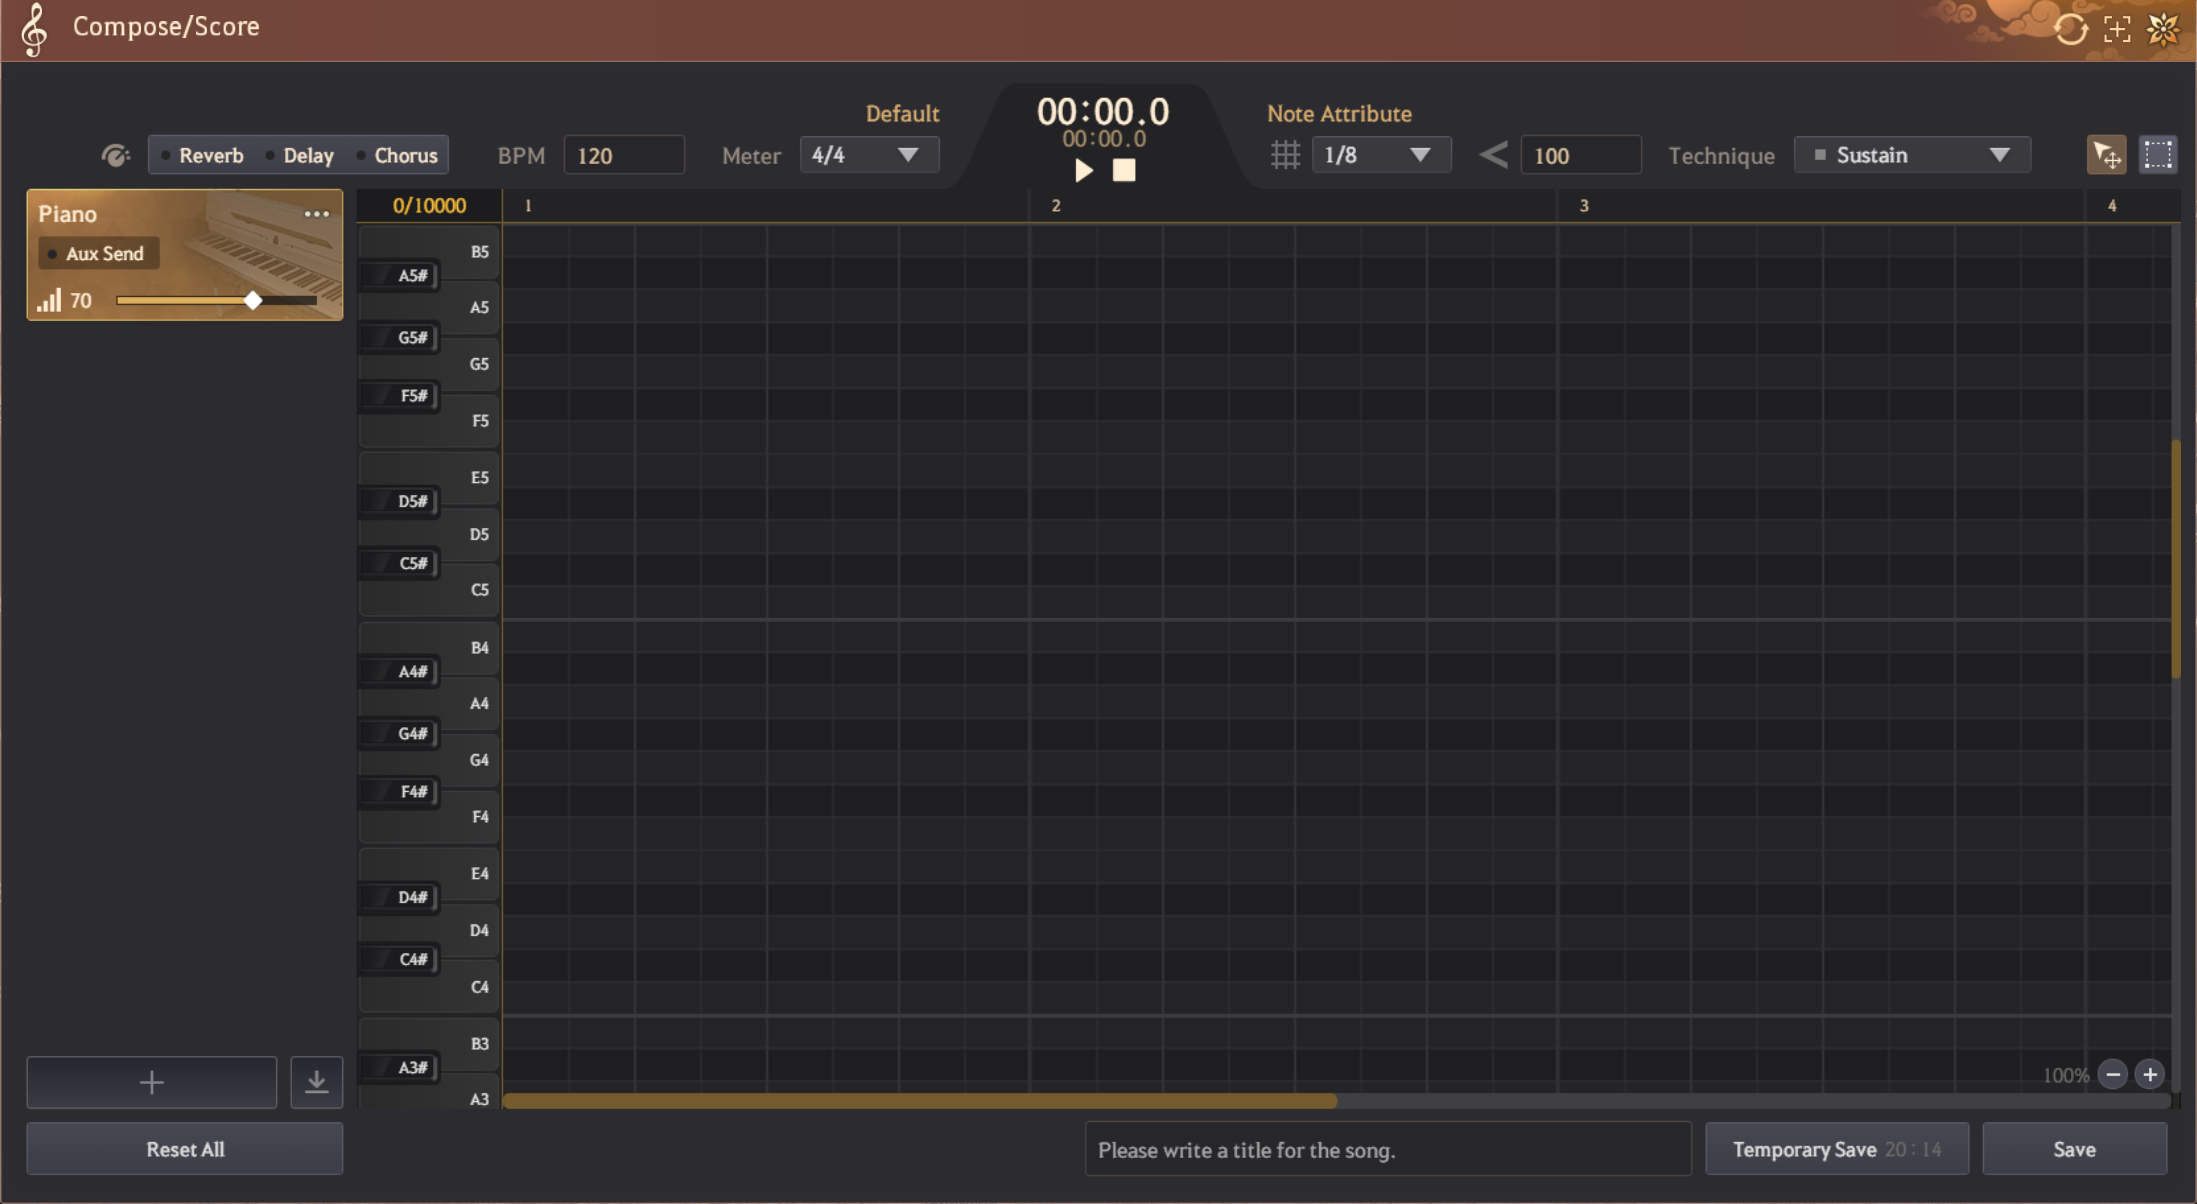 Compose/Score
Default
00:00.0
Note Attribute
00:00.0
Reverb Delay Chorus
BPM 120
Meter 4/4
1/8
100
Technique Sustain
Piano
Aux Send
70
0/10000 1 2 3 4
B5
A5#
A5
G5#
G5
F5#
F5
E5
D5#
D5
C5#
C5
B4
A4#
A4
G4#
G4
F4#
F4
E4
D4#
D4
C4#
C4
B3
A3#
A3
100%
Reset All
Please write a title for the song.
Temporary Save 20:14
Save